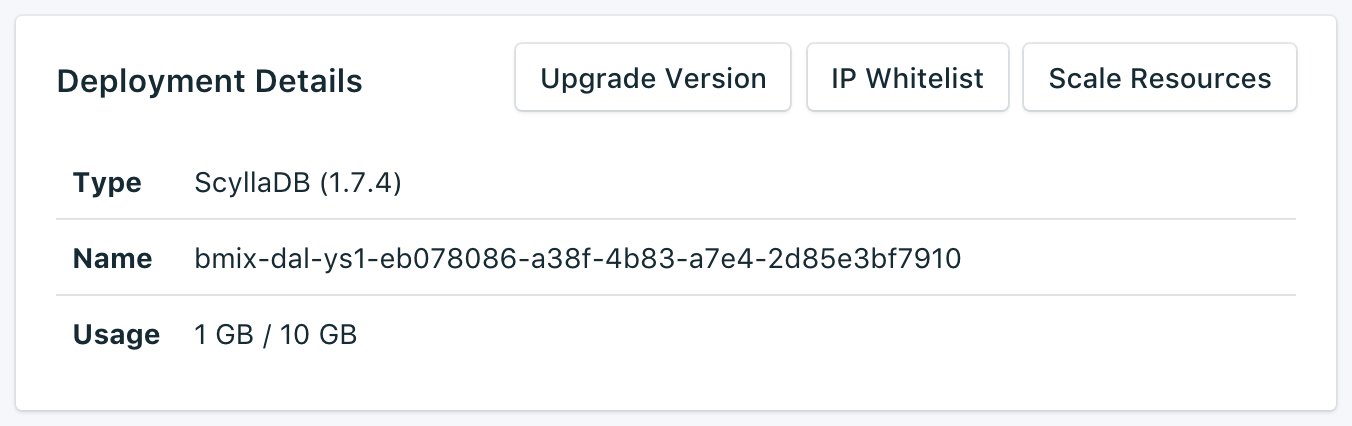 Deployment Details
Upgrade Version
IP Whitelist
Scale Resources
Type ScyllaDB (1.7.4)
Name bmix-dal-ys1-eb078086-a38f-4b83-a7e4-2d85e3bf7910
Usage 1 GB / 10 GB